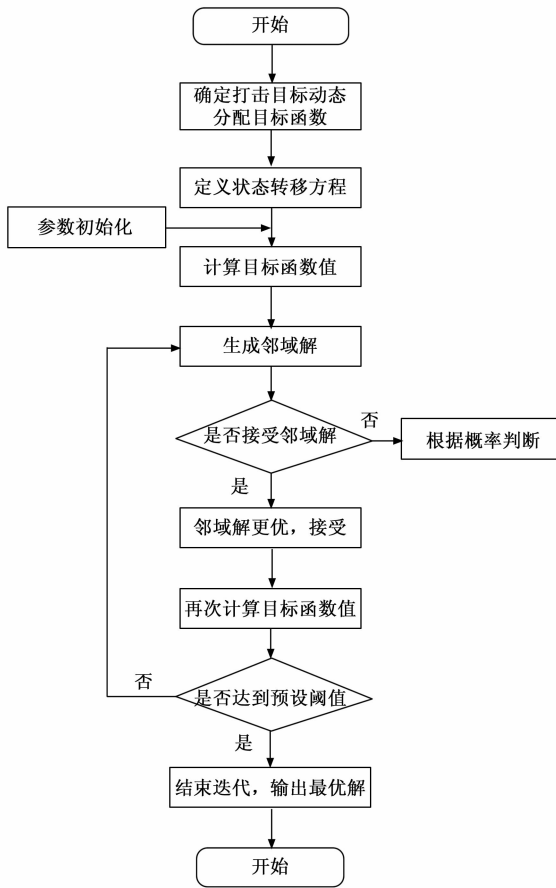 开始
确定打击目标动态
分配目标函数
定义状态转移方程
参数初始化
计算目标函数值
生成邻域解
是否接受邻域解
否
根据概率判断
是
邻域解更优，接受
再次计算目标函数值
否
是否达到预设阈值
是
结束迭代，输出最优解
开始